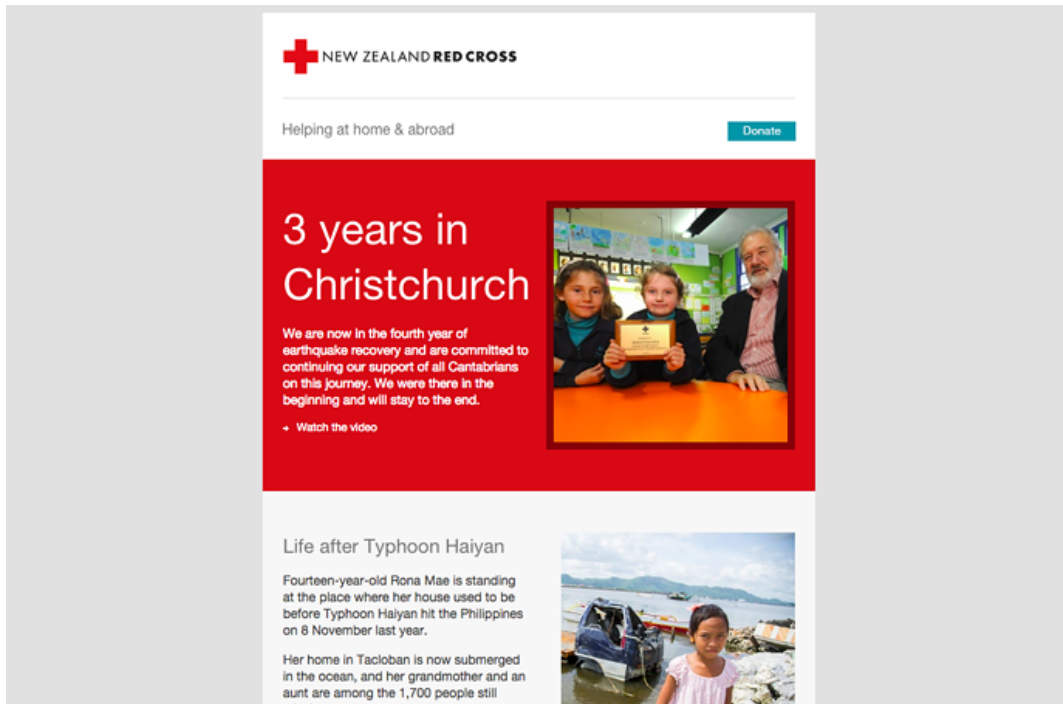 NEW ZEALAND RED CROSS
Helping at home & abroad
Donate
3 years in
Christchurch
We are now in the fourth year of
earthquake recovery and are committed to
continuing our support of all Cantabrians
on this journey. We were there in the
beginning and will stay to the end.
Watch the video
Life after Typhoon Haiyan
Fourteen-year-old Rona Mae is standing
at the place where her house used to be
before Typhoon Haiyan hit the Philippines
on 8 November last year.
Her home in Tacloban is now submerged
in the ocean, and her grandmother and an
aunt are among the 1,700 people still